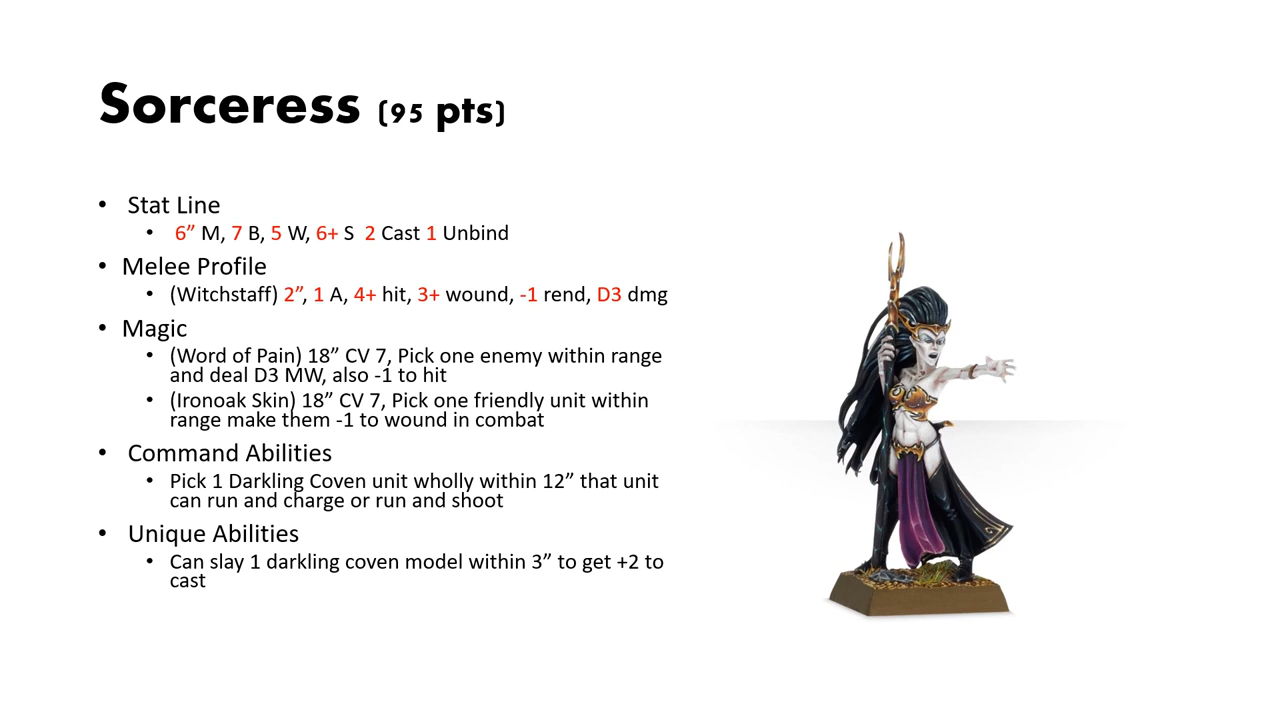 Sorceress (95 pts)
• Stat Line
• 6” M, 7 B, 5 W, 6+ S 2 Cast 1 Unbind
• Melee Profile
• (Witchstaff) 2”, 1 A, 4+ hit, 3+ wound, -1 rend, D3 dmg
• Magic
• (Word of Pain) 18” CV 7, Pick one enemy within range
and deal D3 MW, also -1 to hit
• (Ironoak Skin) 18” CV 7, Pick one friendly unit within
range make them -1 to wound in combat
• Command Abilities
• Pick 1 Darkling Coven unit wholly within 12” that unit
can run and charge or run and shoot
• Unique Abilities
• Can slay 1 darkling coven model within 3” to get +2 to
cast